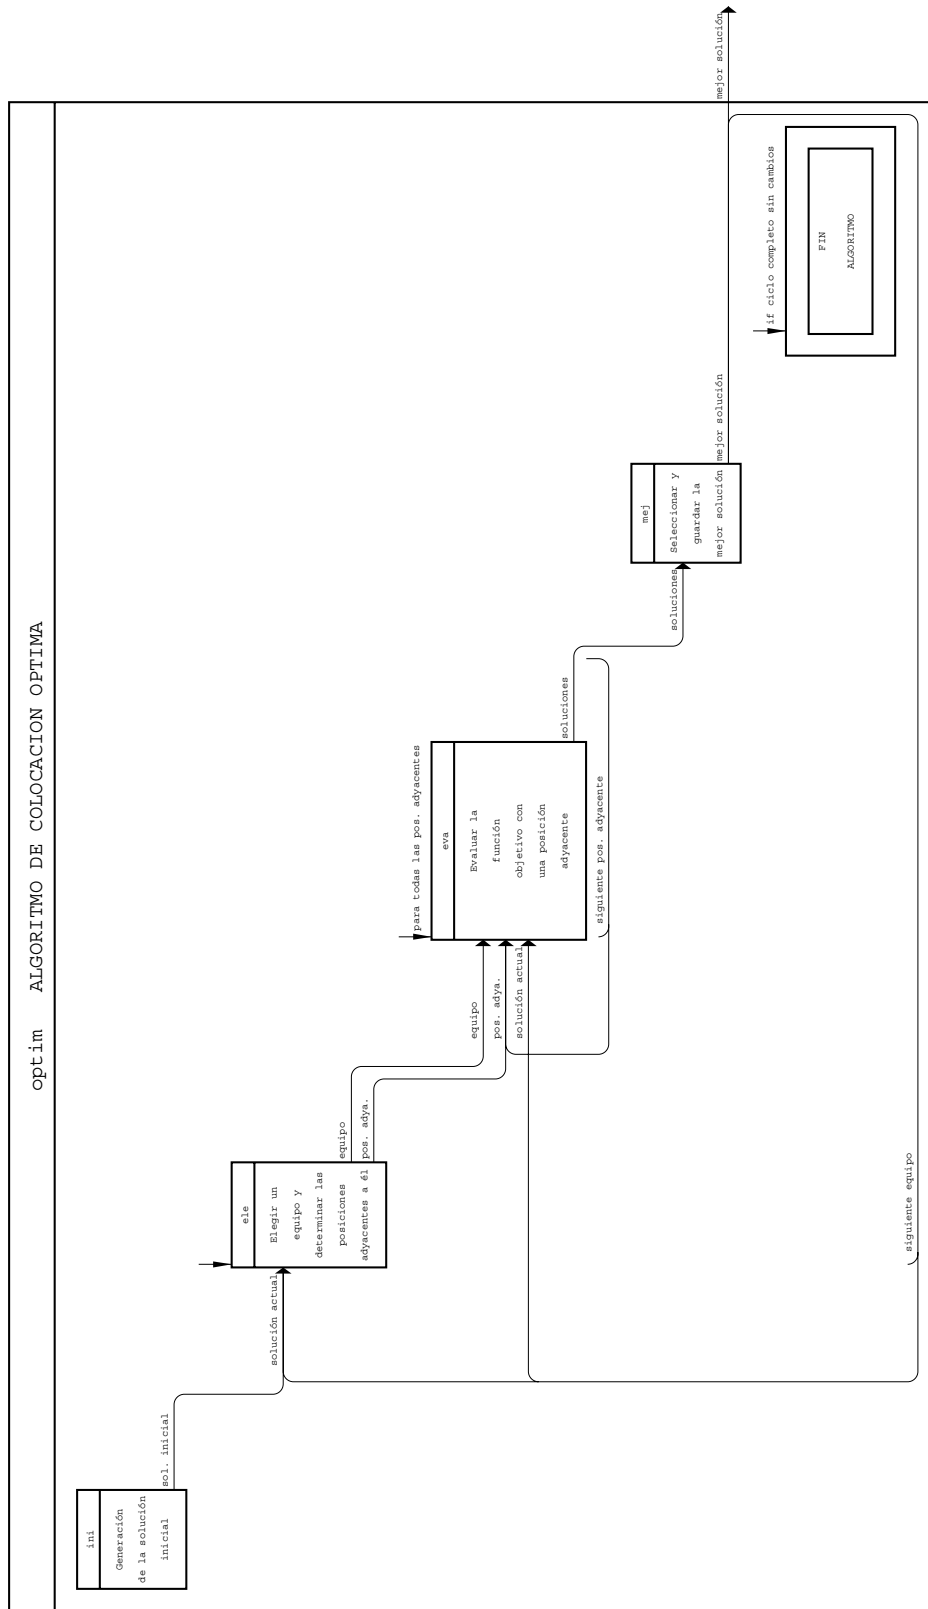 optim ALGORITMO DE COLOCACION OPTIMA
ini
Generación
de la solución
inicial
sol. inicial
solución actual
ele
Elegir un
equipo y
determinar las
posiciones
adyacentes a él
equipo
pos. adya.
equipo
pos. adya.
solución actual
para todas las pos. adyacentes
eva
Evaluar la
función
objetivo con
una posición
adyacente
siguiente pos. adyacente
soluciones
soluciones
mej
Seleccionar y
guardar la
mejor solución
mejor solución
mejor solución
mejor solución
siguiente equipo
if ciclo completo sin cambios
FIN
ALGORITMO